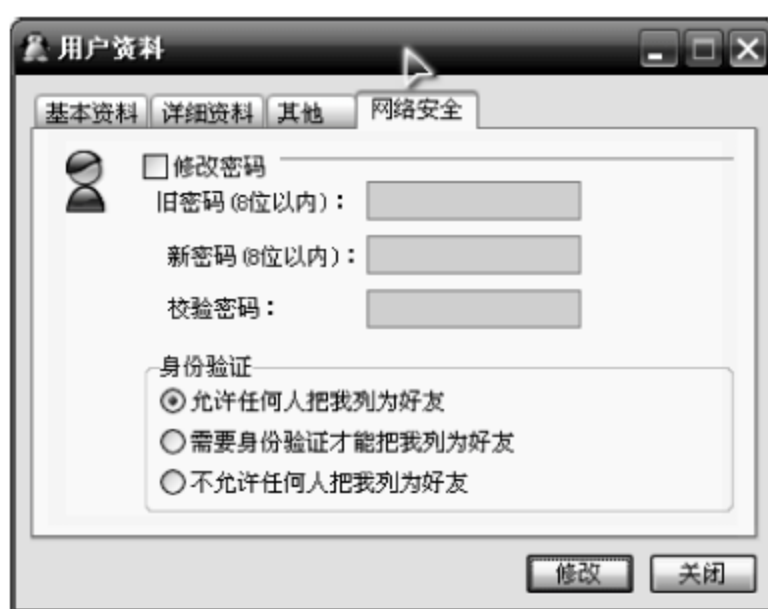 用户资料
基本资料 详细资料 其他 网络安全
修改密码
旧密码(8位以内)：
新密码(8位以内)：
校验密码：
身份验证
允许任何人把我列为好友
需要身份验证才能把我列为好友
不允许任何人把我列为好友
修改 关闭